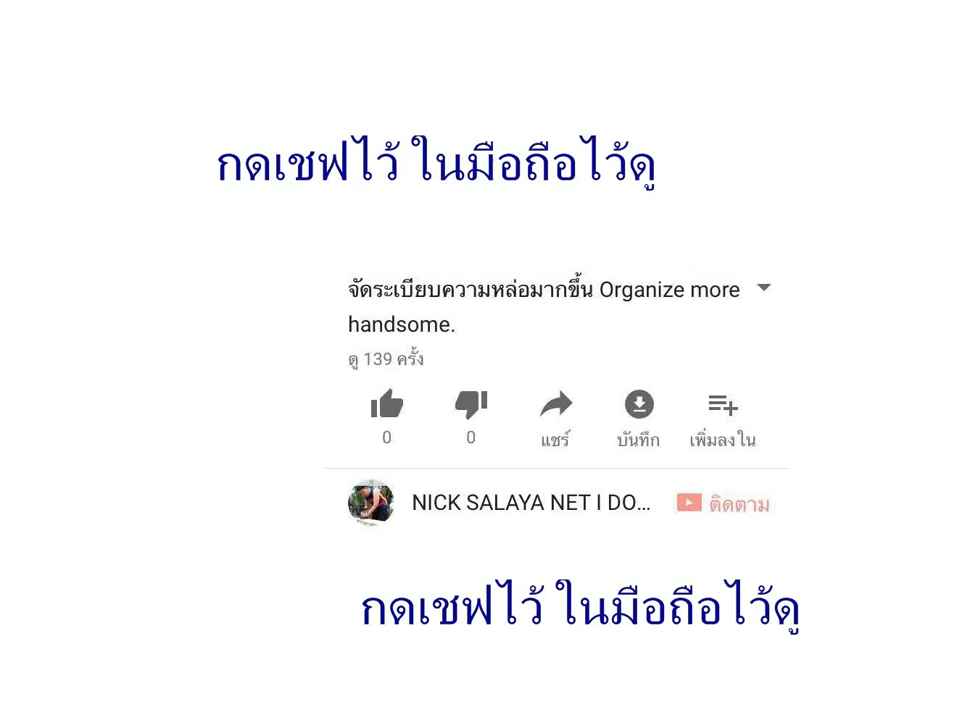 กดเชฟไว้ ในมือถือไว้ดู
จัดระเบียบความหล่อมากขึ้น Organize more
handsome.
ดู 139 ครั้ง
0 0 แชร์ บันทึก เพิ่มลงใน
NICK SALAYA NET I DO... ติดตาม
กดเชฟไว้ ในมือถือไว้ดู